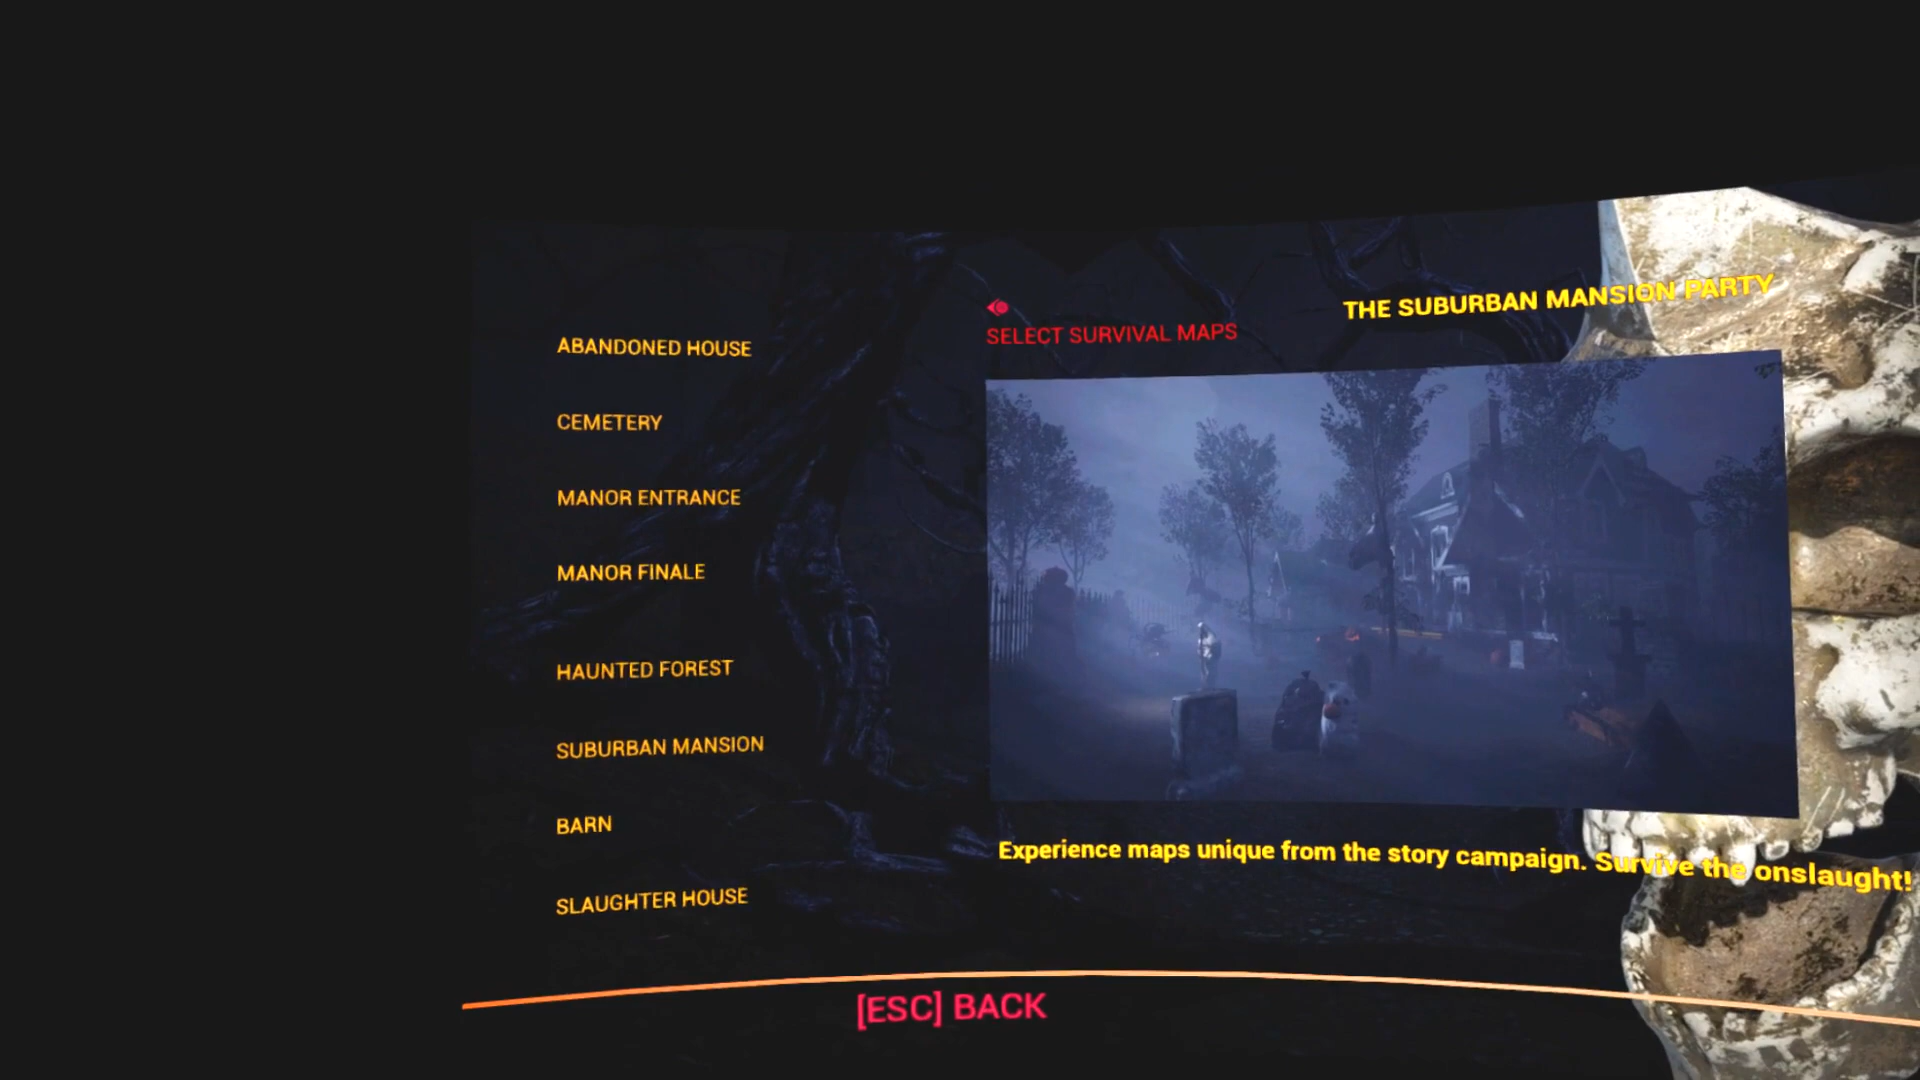 ABANDONED HOUSE
CEMETERY
MANOR ENTRANCE
MANOR FINALE
HAUNTED FOREST
SUBURBAN MANSION
BARN
SLAUGHTER HOUSE
SELECT SURVIVAL MAPS
THE SUBURBAN MANSION PARTY
Experience maps unique from the story campaign. Survive the onslaught!
[ESC] BACK